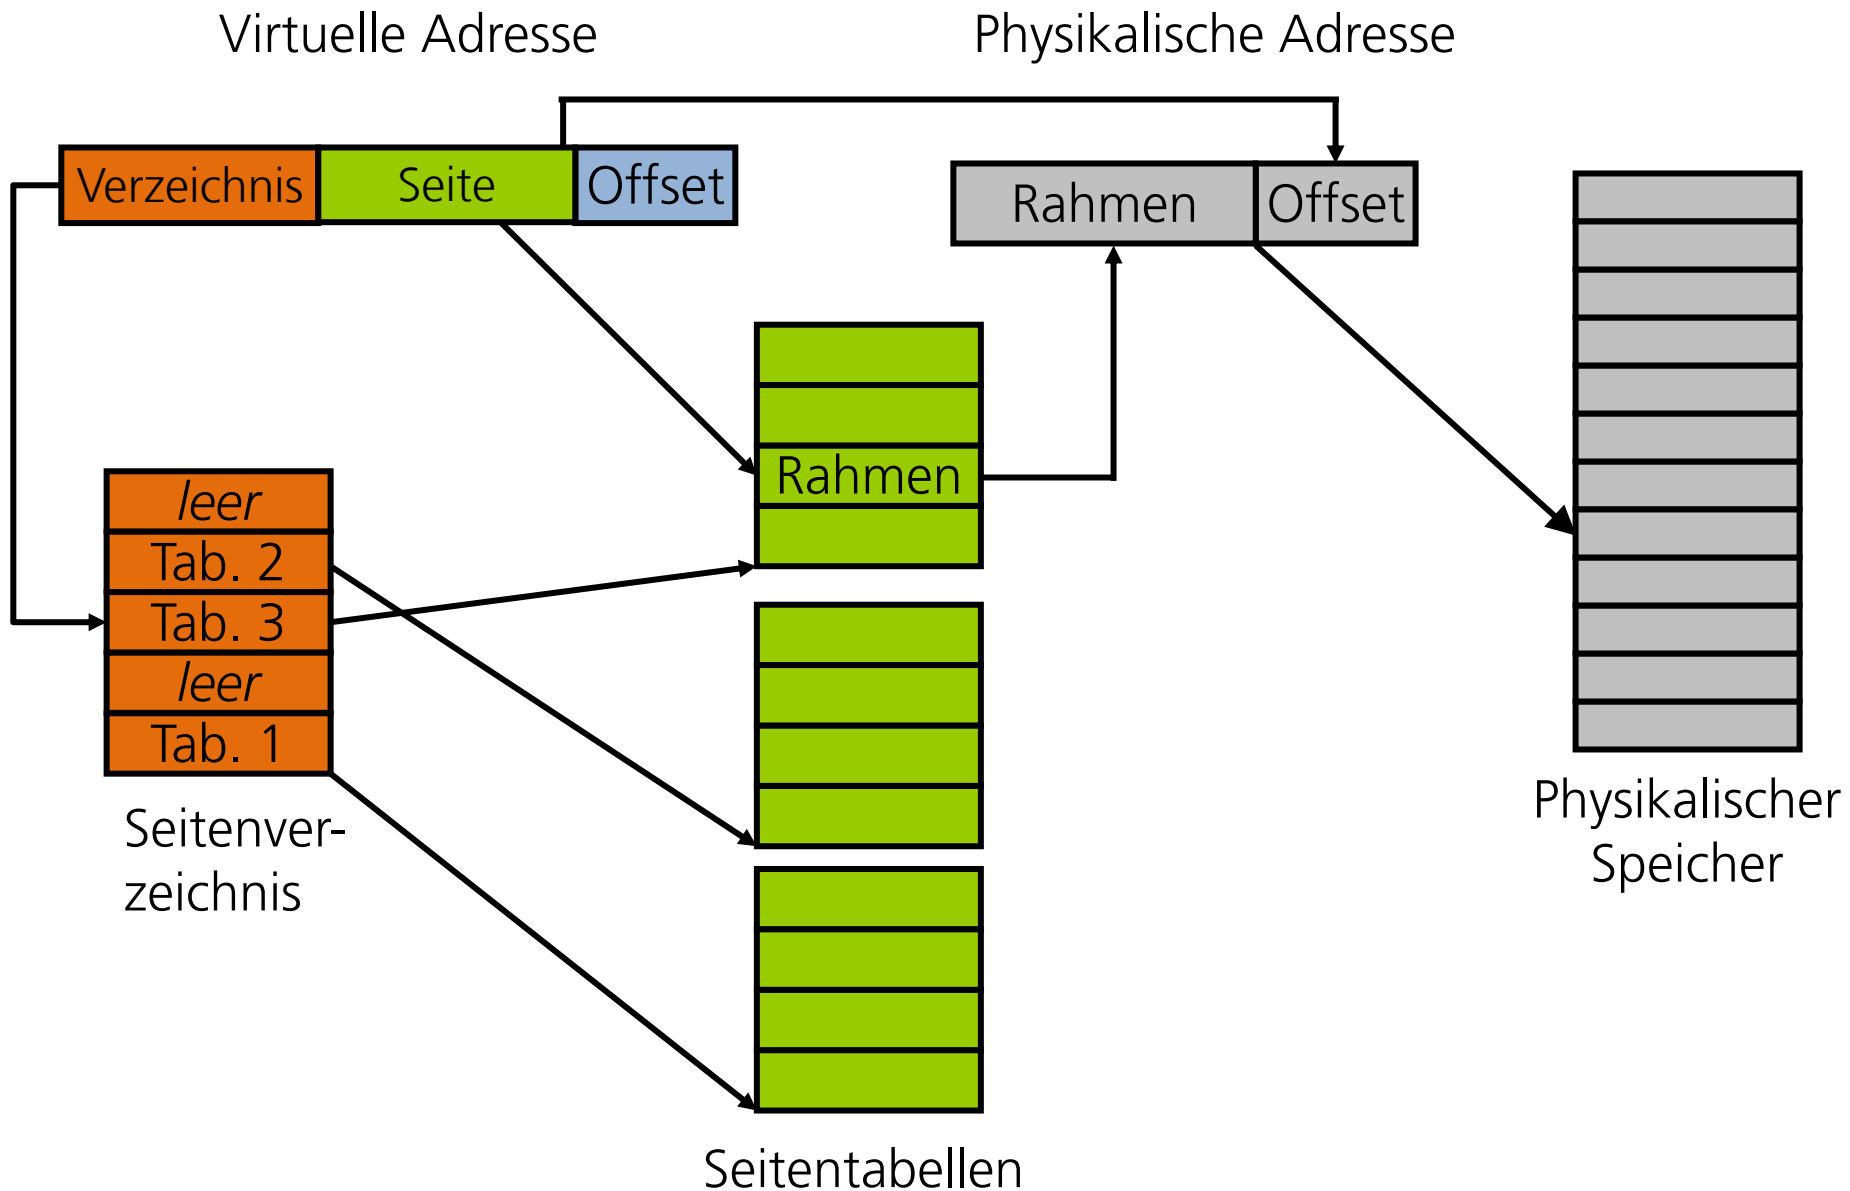 Virtuelle Adresse
Physikalische Adresse
Verzeichnis
Seite
Offset
Rahmen
Offset
Rahmen
leer
Tab. 2
Tab. 3
leer
Tab. 1
Seitenver-
zeichnis
Physikalischer
Speicher
Seitentabellen